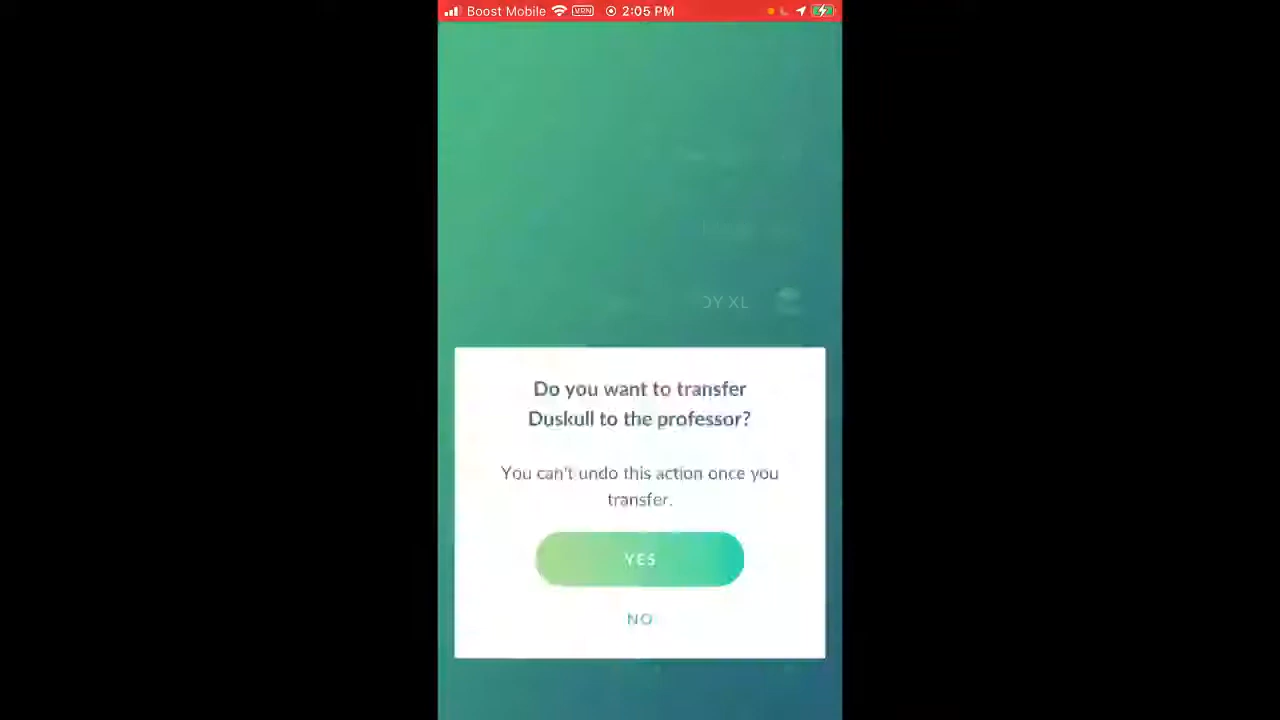 Boost Mobile VPN 2:05 PM
DY XL
Do you want to transfer
Duskull to the professor?
You can't undo this action once you
transfer.
YES
NO